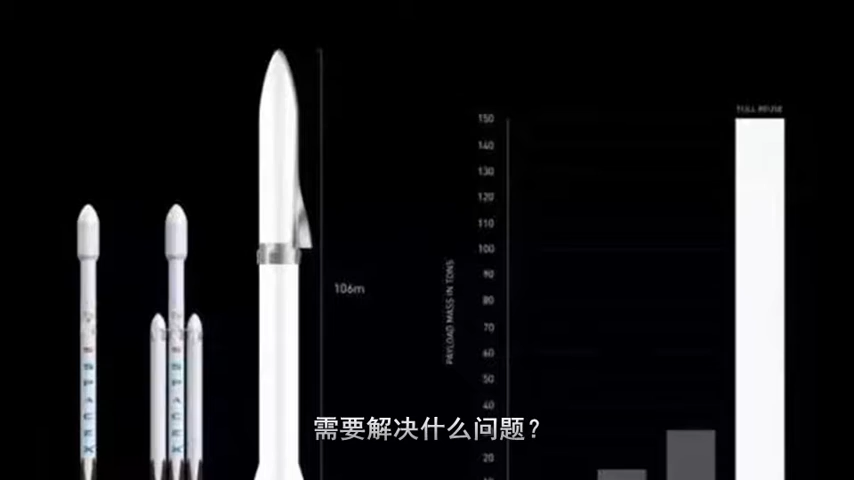 FULL REUSE
150
140
130
120
110
100
90
80
70
60
50
40
20
PAYLOAD MASS IN TONS
106m
SPACEX
SPACEX
需要解决什么问题？